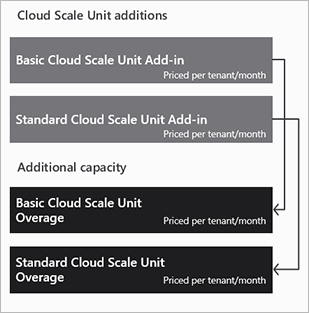 Cloud Scale Unit additions
Basic Cloud Scale Unit Add-in
Priced per tenant/month
Standard Cloud Scale Unit Add-in
Priced per tenant/month
Additional capacity
Basic Cloud Scale Unit
Overage
Priced per tenant/month
Standard Cloud Scale Unit
Overage
Priced per tenant/month